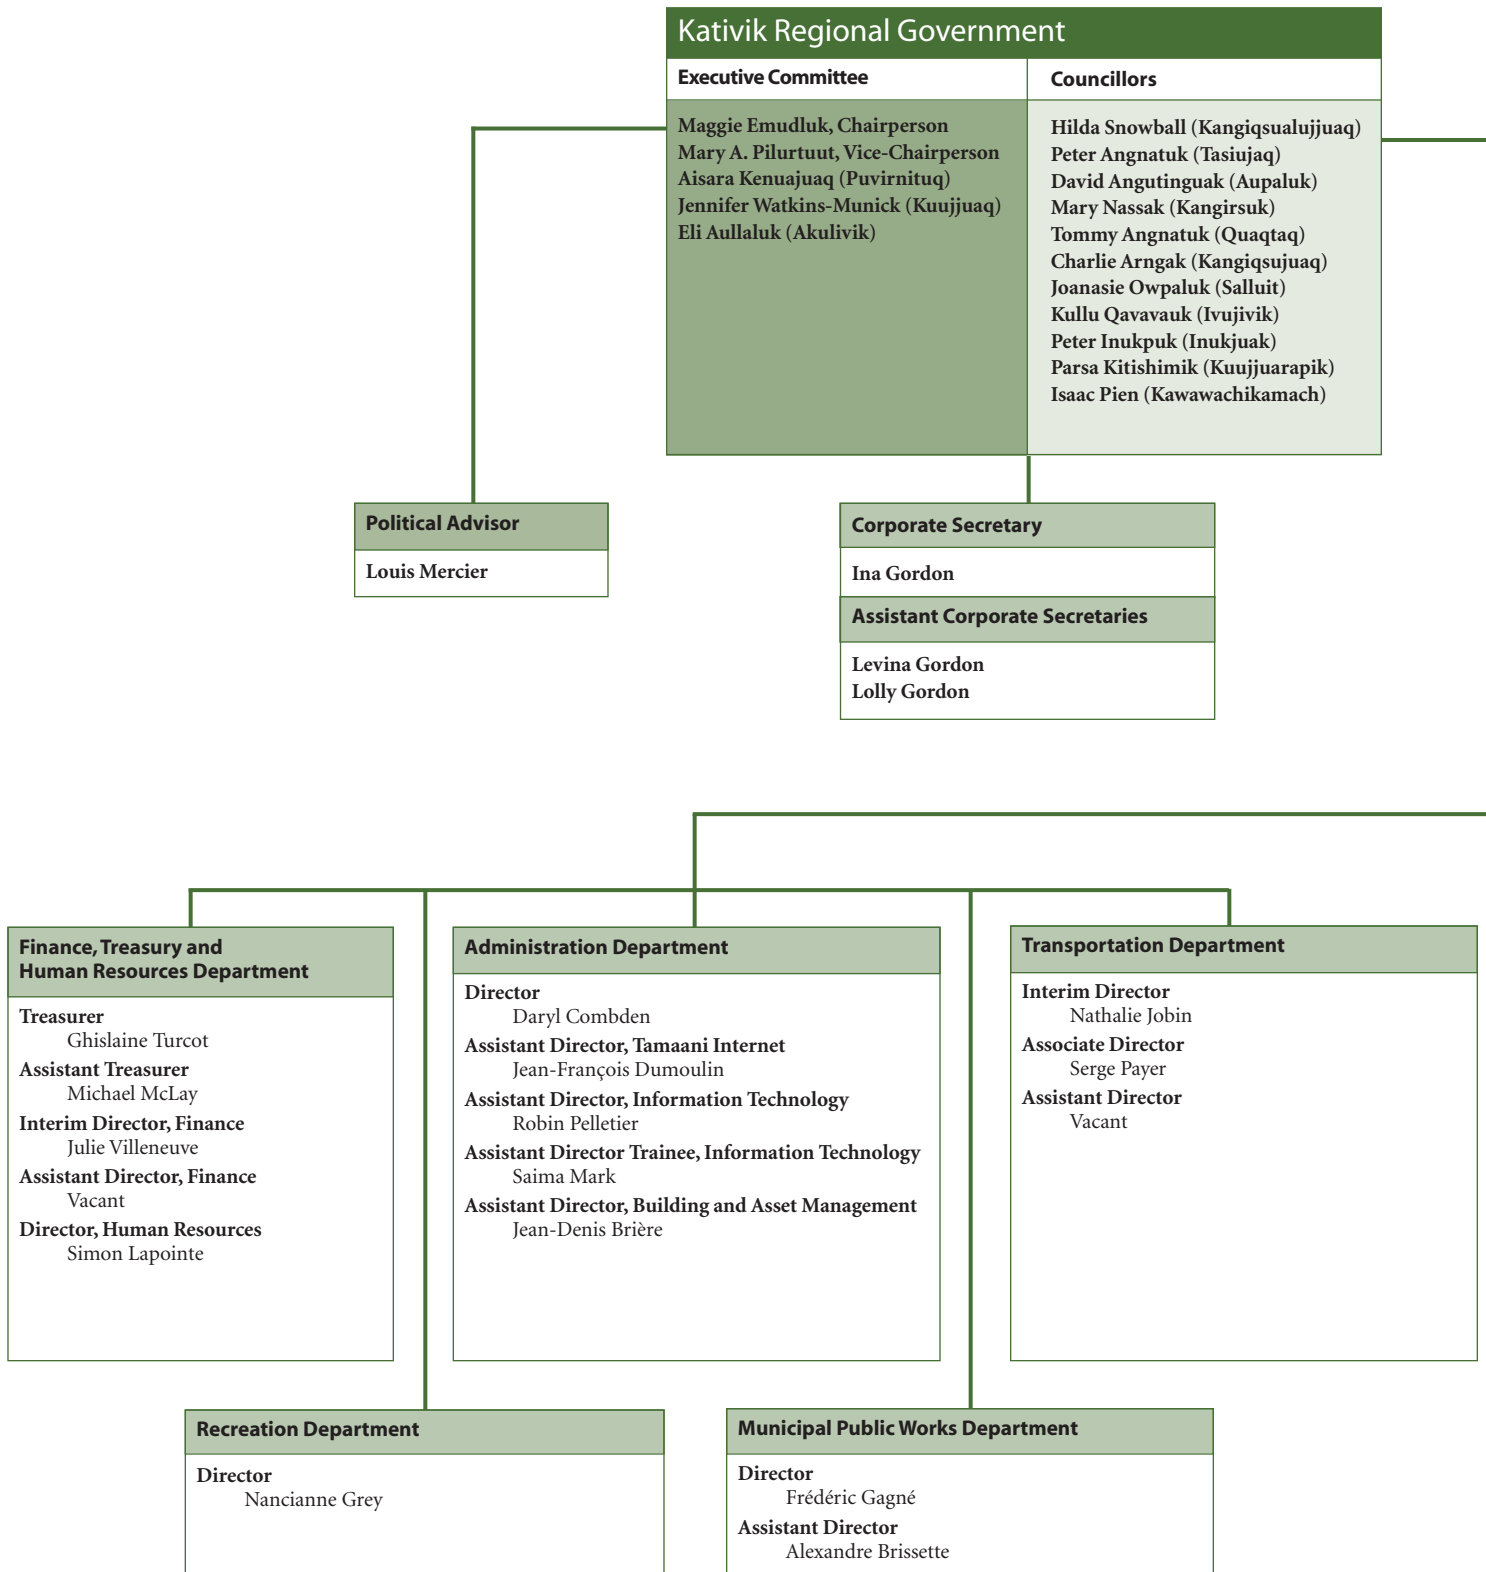 Kativik Regional Government
Executive Committee
Maggie Emudluk, Chairperson
Mary A. Pilurtuut, Vice-Chairperson
Aisara Kenuajuaq (Puvirnituq)
Jennifer Watkins-Munick (Kuujjuaq)
Eli Aullaluk (Akulivik)
Councillors
Hilda Snowball (Kangiqsualujjuaq)
Peter Angnatuk (Tasiujaq)
David Angutinguak (Aupaluk)
Mary Nassak (Kangirsuk)
Tommy Angnatuk (Quaqtaq)
Charlie Arngak (Kangiqsujuaq)
Joanasie Owpaluk (Salluit)
Kullu Qavavauk (Ivujivik)
Peter Inukpuk (Inukjuak)
Parsa Kitishimik (Kuujjuarapik)
Isaac Pien (Kawawachikamach)
Political Advisor
Louis Mercier
Corporate Secretary
Ina Gordon
Assistant Corporate Secretaries
Levina Gordon
Lolly Gordon
Finance, Treasury and
Human Resources Department
Treasurer
Ghislaine Turcot
Assistant Treasurer
Michael McLay
Interim Director, Finance
Julie Villeneuve
Assistant Director, Finance
Vacant
Director, Human Resources
Simon Lapointe
Administration Department
Director
Daryl Combden
Assistant Director, Tamaani Internet
Jean-François Dumoulin
Assistant Director, Information Technology
Robin Pelletier
Assistant Director Trainee, Information Technology
Saima Mark
Assistant Director, Building and Asset Management
Jean-Denis Brière
Transportation Department
Interim Director
Nathalie Jobin
Associate Director
Serge Payer
Assistant Director
Vacant
Recreation Department
Director
Nancianne Grey
Municipal Public Works Department
Director
Frédéric Gagné
Assistant Director
Alexandre Brissette